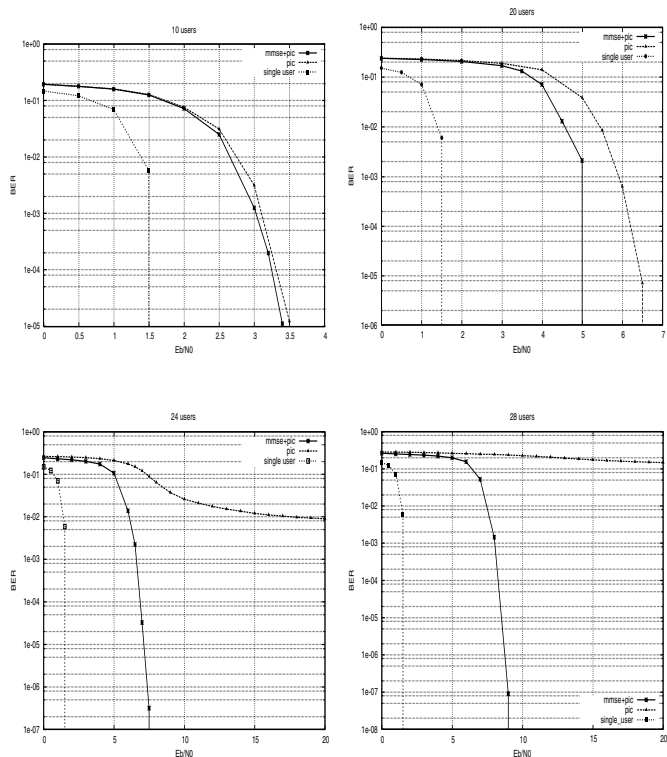 10 users
1e+00
1e-01
1e-02
1e-03
1e-04
1e-05
BER
0 0.5 1 1.5 2 2.5 3 3.5 4
Eb/N0
mmse+pic
pic
single user
20 users
1e+00
1e-01
1e-02
1e-03
1e-04
1e-05
1e-06
BER
0 1 2 3 4 5 6 7
Eb/N0
mmse+pic
pic
single user
24 users
1e+00
1e-01
1e-02
1e-03
1e-04
1e-05
1e-06
1e-07
BER
0 5 10 15 20
Eb/N0
mmse+pic
pic
single user
28 users
1e+00
1e-01
1e-02
1e-03
1e-04
1e-05
1e-06
1e-07
1e-08
BER
0 5 10 15 20
Eb/N0
mmse+pic
pic
single_user